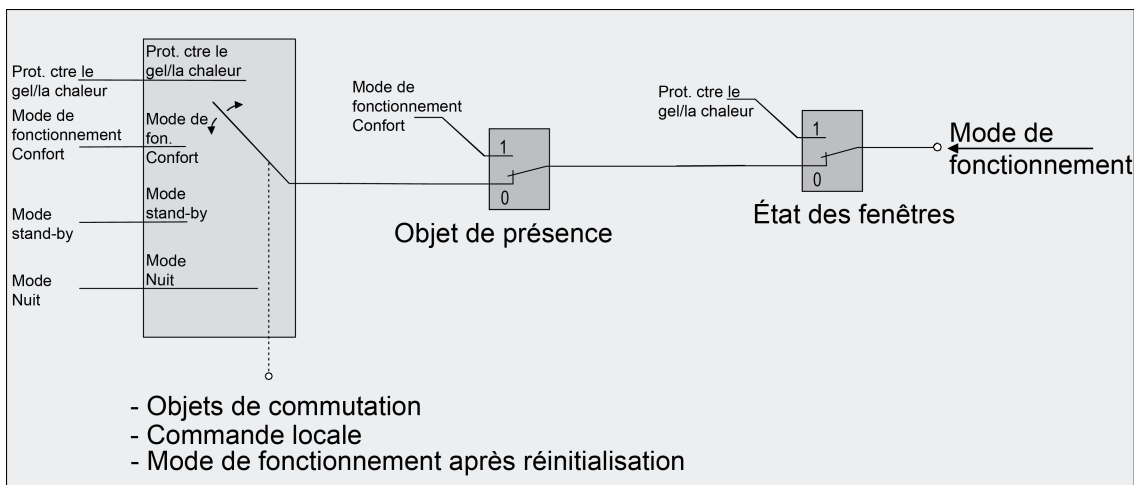 Prot. ctre le
gel/la chaleur
Mode de
fonctionnement
Confort
Mode
stand-by
Mode
Nuit
Prot. ctre le
gel/la chaleur
Mode de
fon.
Confort
Mode
stand-by
Mode
Nuit
Mode de
fonctionnement
Confort
1
0
Objet de présence
Prot. ctre le
gel/la chaleur
1
0
État des fenêtres
Mode de
fonctionnement
- Objets de commutation
- Commande locale
- Mode de fonctionnement après réinitialisation